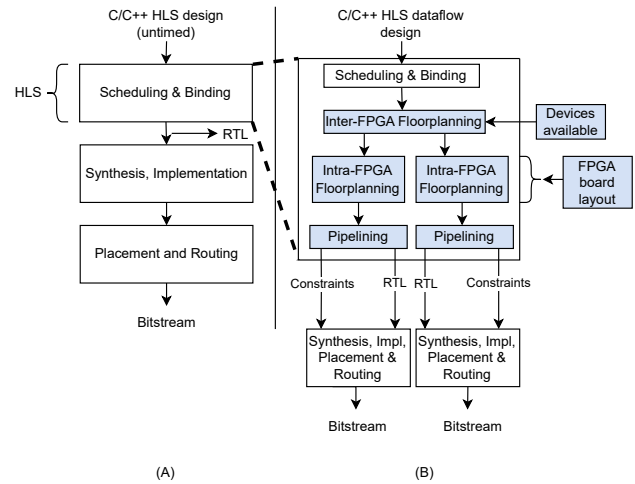 C/C++ HLS design
(untimed)
HLS
Scheduling & Binding
RTL
Synthesis, Implementation
Placement and Routing
Bitstream
(A)
C/C++ HLS dataflow
design
Scheduling & Binding
Inter-FPGA Floorplanning
Devices
available
Intra-FPGA
Floorplanning
Intra-FPGA
Floorplanning
FPGA
board
layout
Pipelining
Pipelining
Constraints
RTL
RTL
Constraints
Synthesis, Impl,
Placement &
Routing
Synthesis, Impl,
Placement &
Routing
Bitstream
Bitstream
(B)